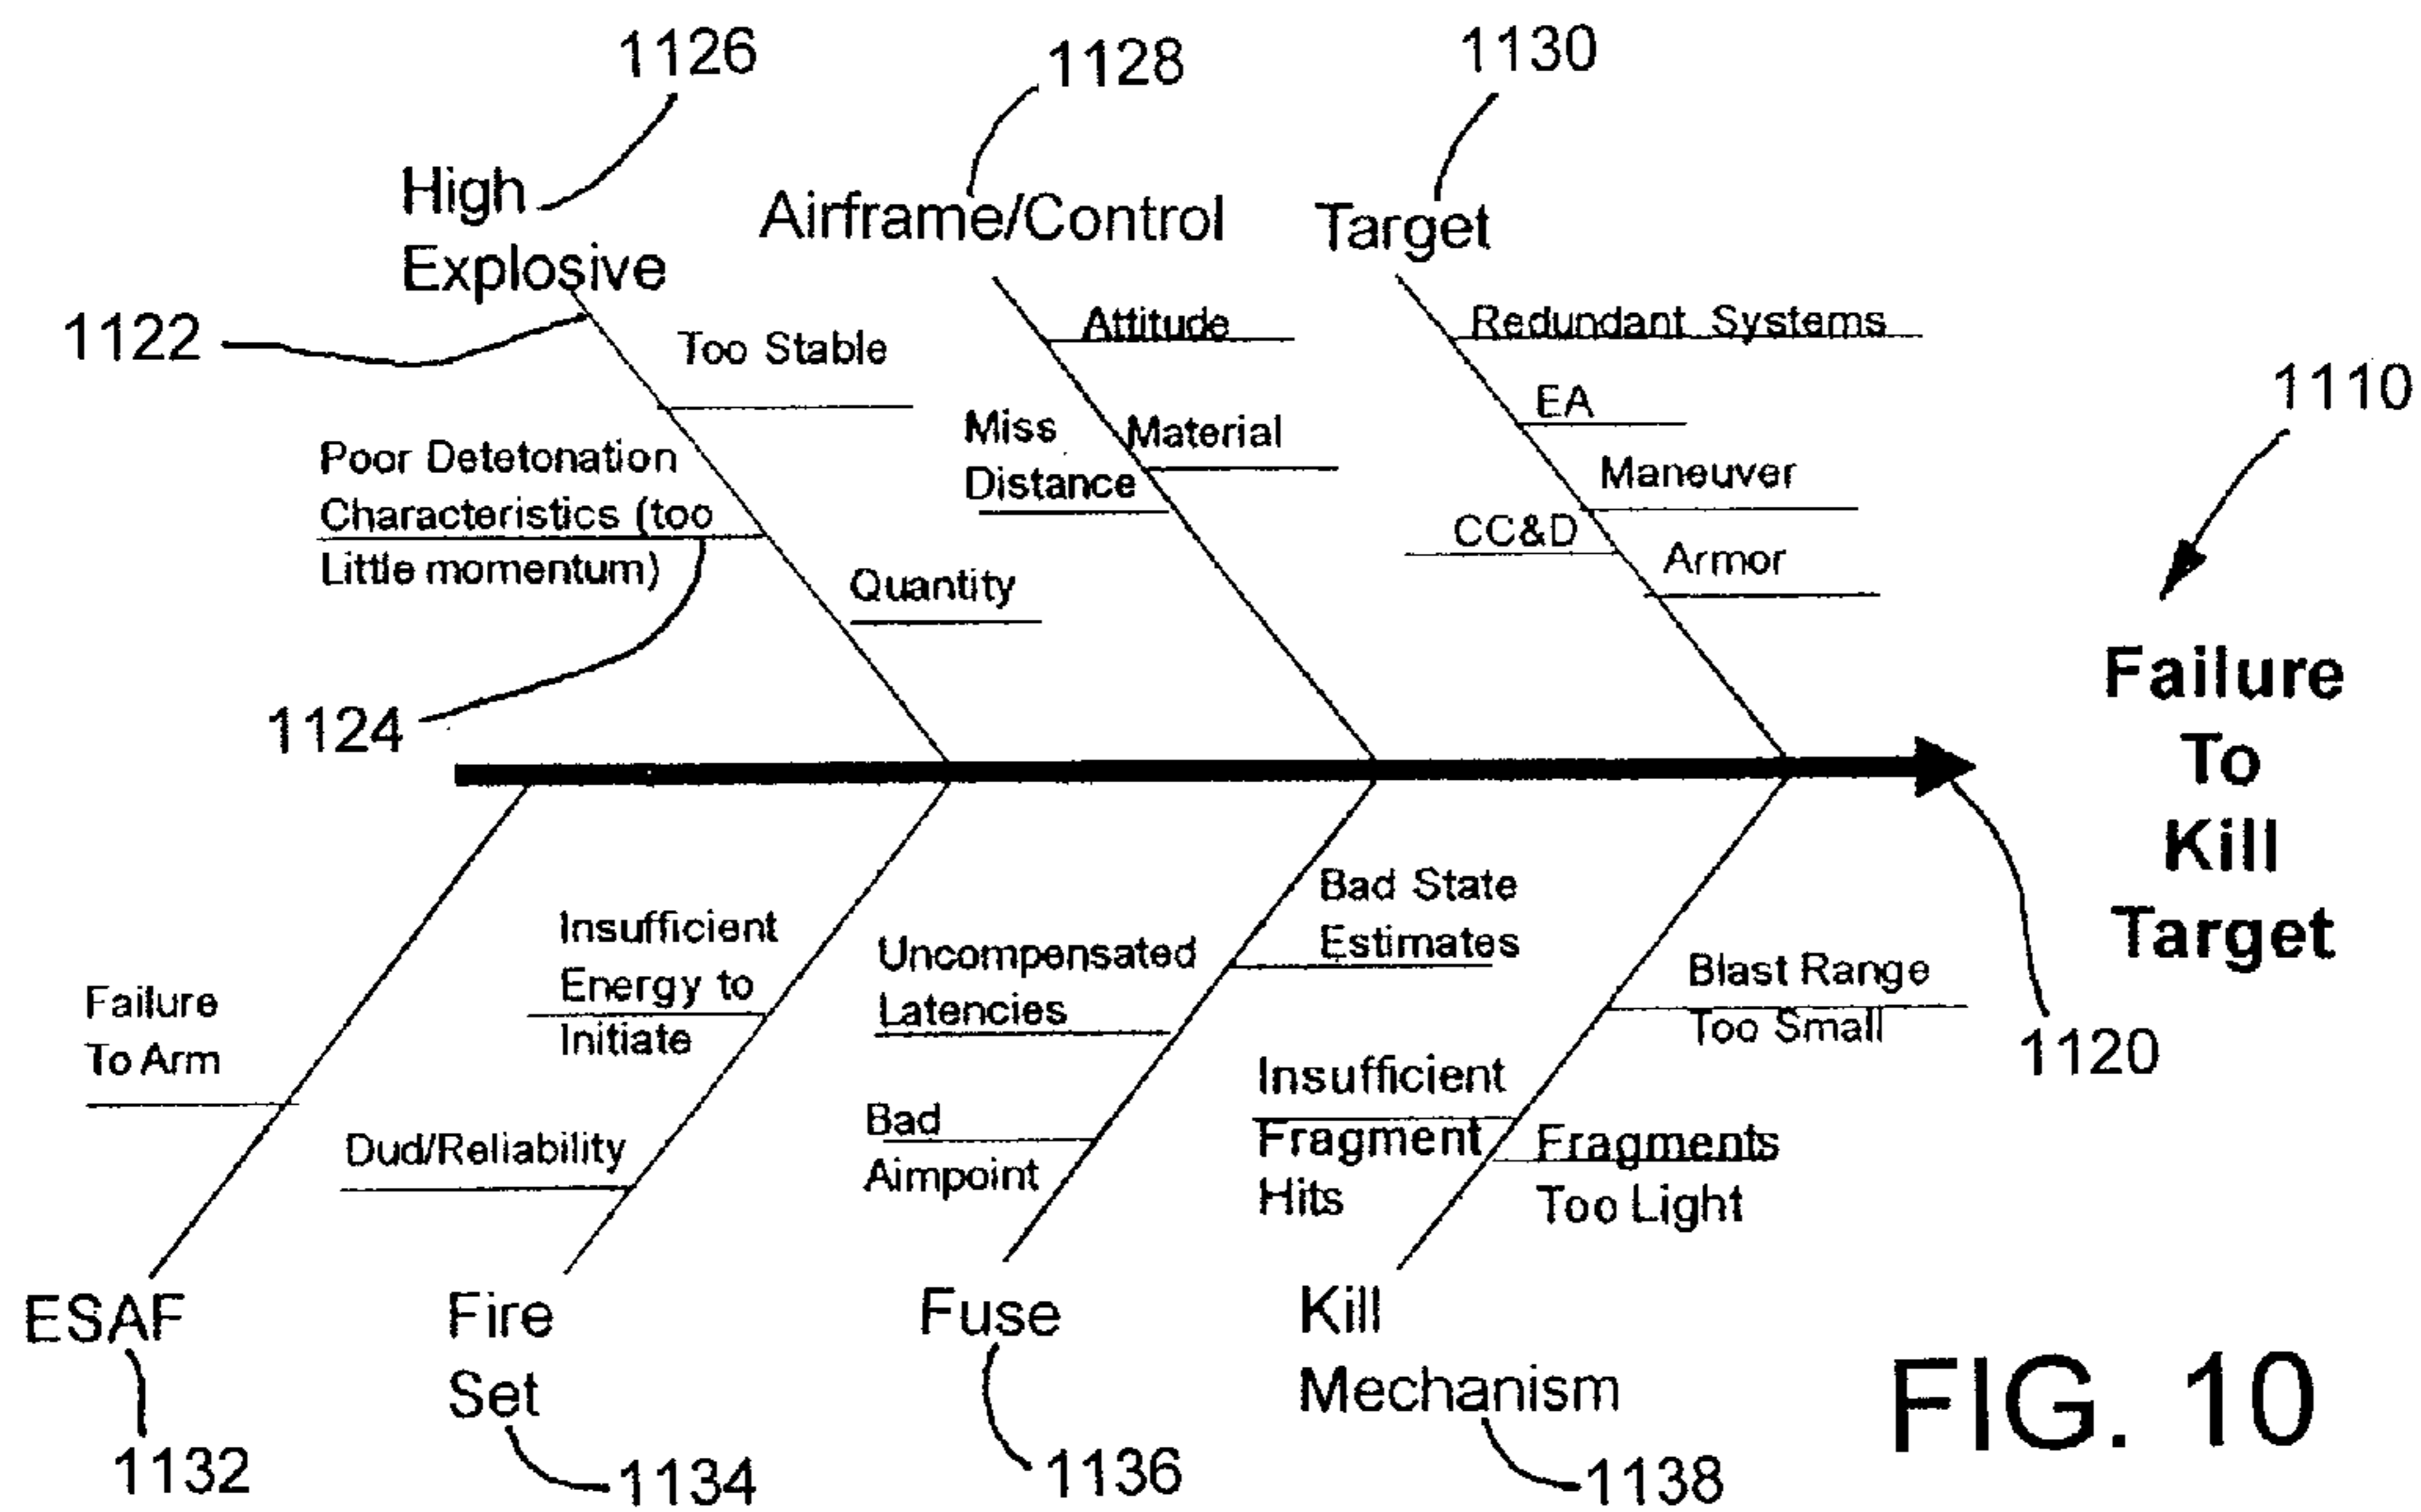 1126
1128
1130
High
Explosive
Airframe/Control
Target
1122
Too Stable
Attitude
Redundant Systems
1110
EA
Miss
Distance
Material
Maneuver
Poor Detetonation
Characteristics (too
Little momentum)
CC&D
Armor
Quantity
1124
Failure
To
Kill
Target
Failure
To Arm
Insufficient
Energy to
Initiate
Uncompensated
Latencies
Bad State
Estimates
Blast Range
Too Small
1120
Dud/Reliability
Bad
Aimpoint
Insufficient
Fragment
Hits
Fragments
Too Light
ESAF
Fire
Set
Fuse
Kill
Mechanism
1132
1134
1136
1138
FIG. 10